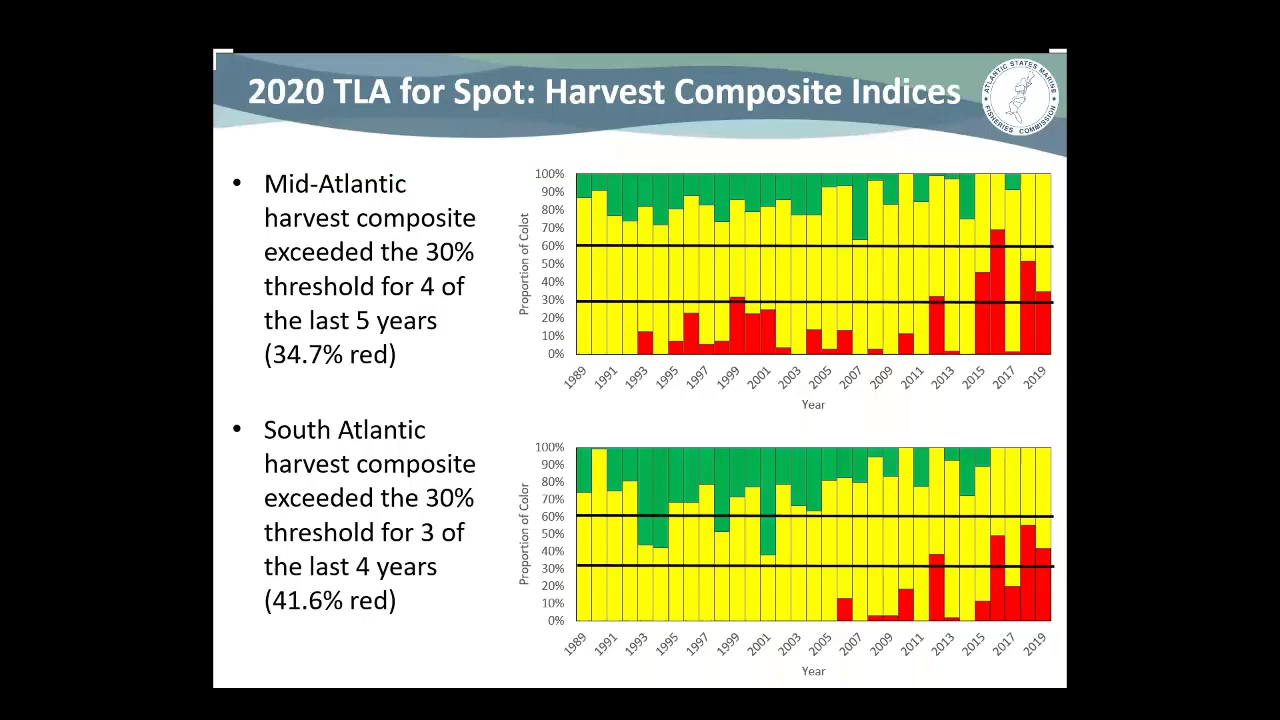 2020 TLA for Spot: Harvest Composite Indices
ATLANTIC STATES MARINE
FISHERIES COMMISSION
• Mid-Atlantic
harvest composite
exceeded the 30%
threshold for 4 of
the last 5 years
(34.7% red)
• South Atlantic
harvest composite
exceeded the 30%
threshold for 3 of
the last 4 years
(41.6% red)
Proportion of Colot
100%
90%
80%
70%
60%
50%
40%
30%
20%
10%
0%
1989
1991
1993
1995
1997
1999
2001
2003
2005
2007
2009
2011
2013
2015
2017
2019
Year
Proportion of Color
100%
90%
80%
70%
60%
50%
40%
30%
20%
10%
0%
1989
1991
1993
1995
1997
1999
2001
2003
2005
2007
2009
2011
2013
2015
2017
2019
Year